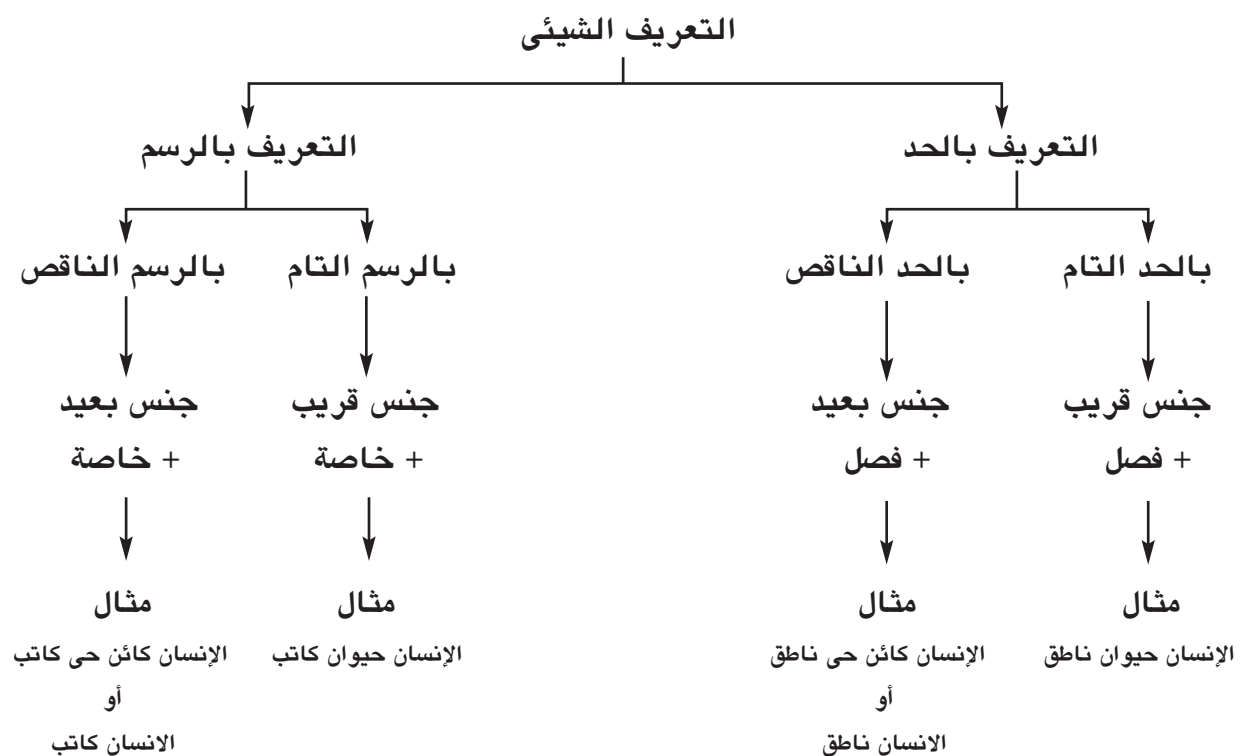 التعريف الشيئى
التعريف بالحد
التعريف بالرسم
بالحد التام
بالحد الناقص
بالرسم التام
بالرسم الناقص
جنس قريب
جنس بعيد
جنس قريب
جنس بعيد
+ فصل
+ فصل
+ خاصة
+ خاصة
مثال
مثال
مثال
مثال
الإنسان حيوان ناطق
الإنسان كائن حى ناطق
الإنسان حيوان كاتب
الإنسان كائن حى كاتب
أو
أو
الانسان ناطق
الانسان كاتب